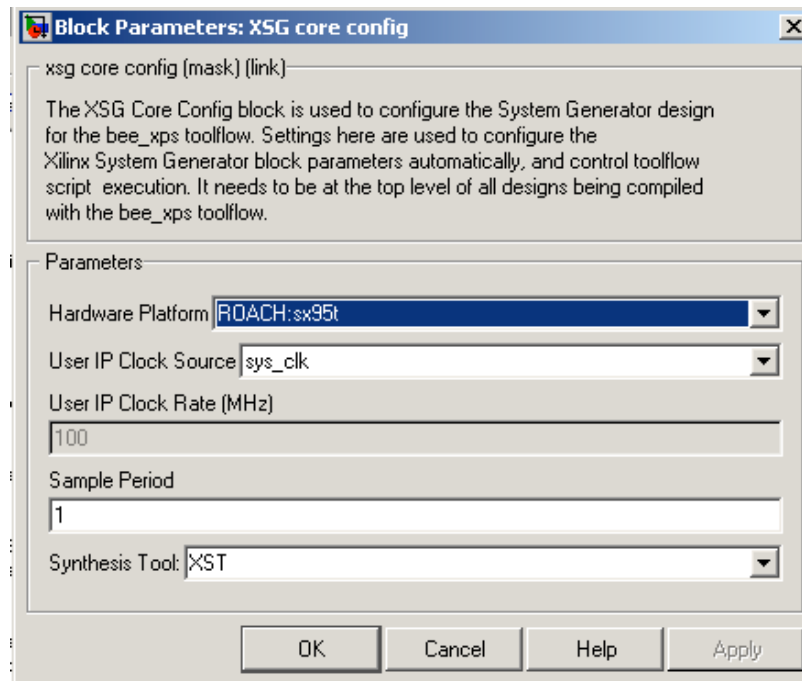 Block Parameters: XSG core config
xsg core config (mask) (link)
The XSG Core Config block is used to configure the System Generator design
for the bee_xps toolflow. Settings here are used to configure the
Xilinx System Generator block parameters automatically, and control toolflow
script  execution. It needs to be at the top level of all designs being compiled
with the bee_xps toolflow.
Parameters
Hardware Platform ROACH:sx95t
User IP Clock Source sys_clk
User IP Clock Rate (MHz)
100
Sample Period
1
Synthesis Tool: XST
OK Cancel Help Apply